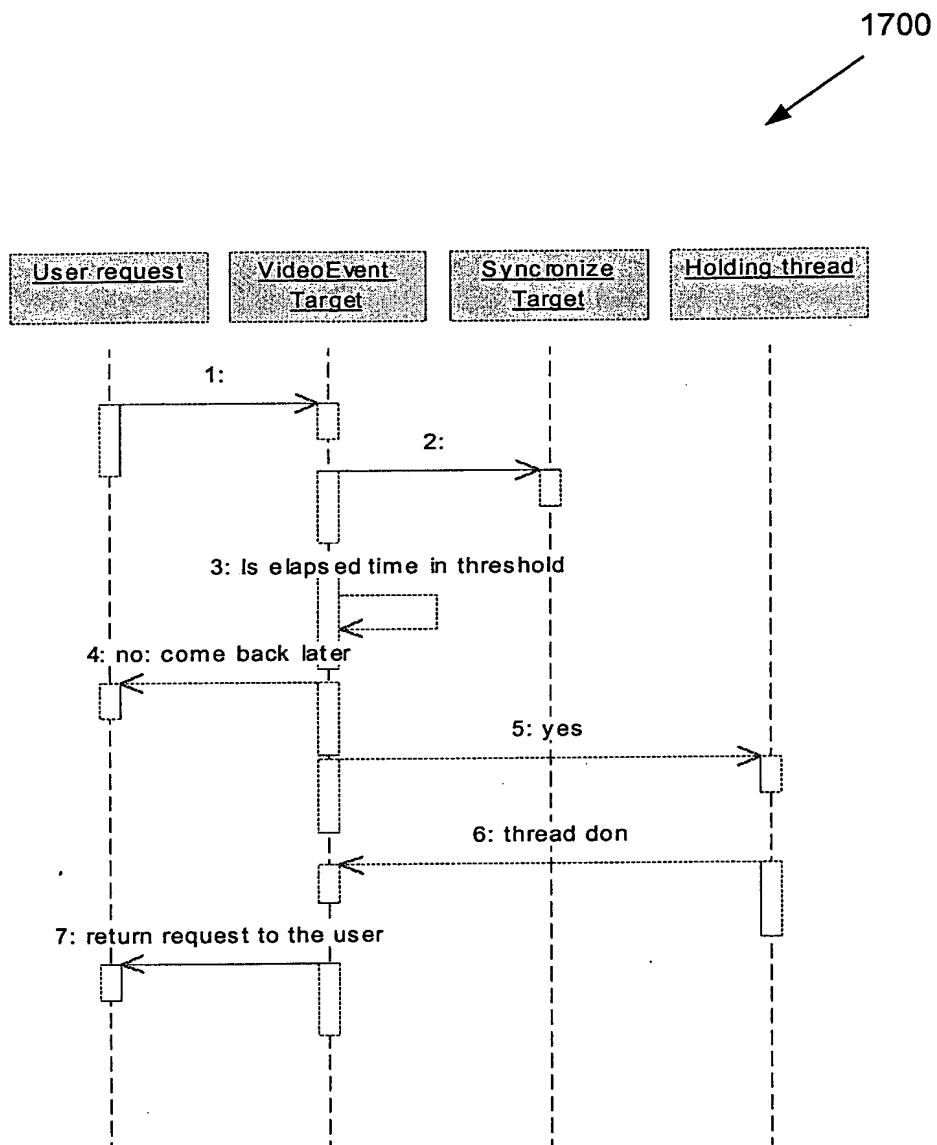 1700
User request
VideoEvent
Target
Syncronize
Target
Holding thread
1:
2:
3: Is elapsed time in threshold
4: no: come back later
5: yes
6: thread don
7: return request to the user